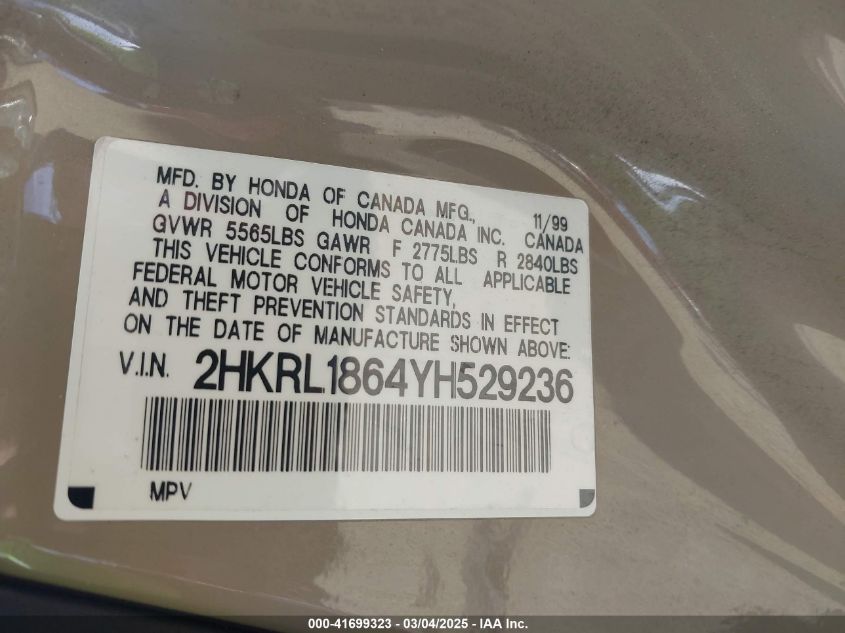 MFD. BY HONDA OF CANADA MFG., 11/99
A DIVISION OF HONDA CANADA INC. CANADA
GVWR 5565LBS GAWR F 2775LBS R 2840LBS
THIS VEHICLE CONFORMS TO ALL APPLICABLE
FEDERAL MOTOR VEHICLE SAFETY,
AND THEFT PREVENTION STANDARDS IN EFFECT
ON THE DATE OF MANUFACTURE SHOWN ABOVE:
V.I.N. 2HKRL1864YH529236
MPV
000-41699323 - 03/04/2025 - IAA Inc.